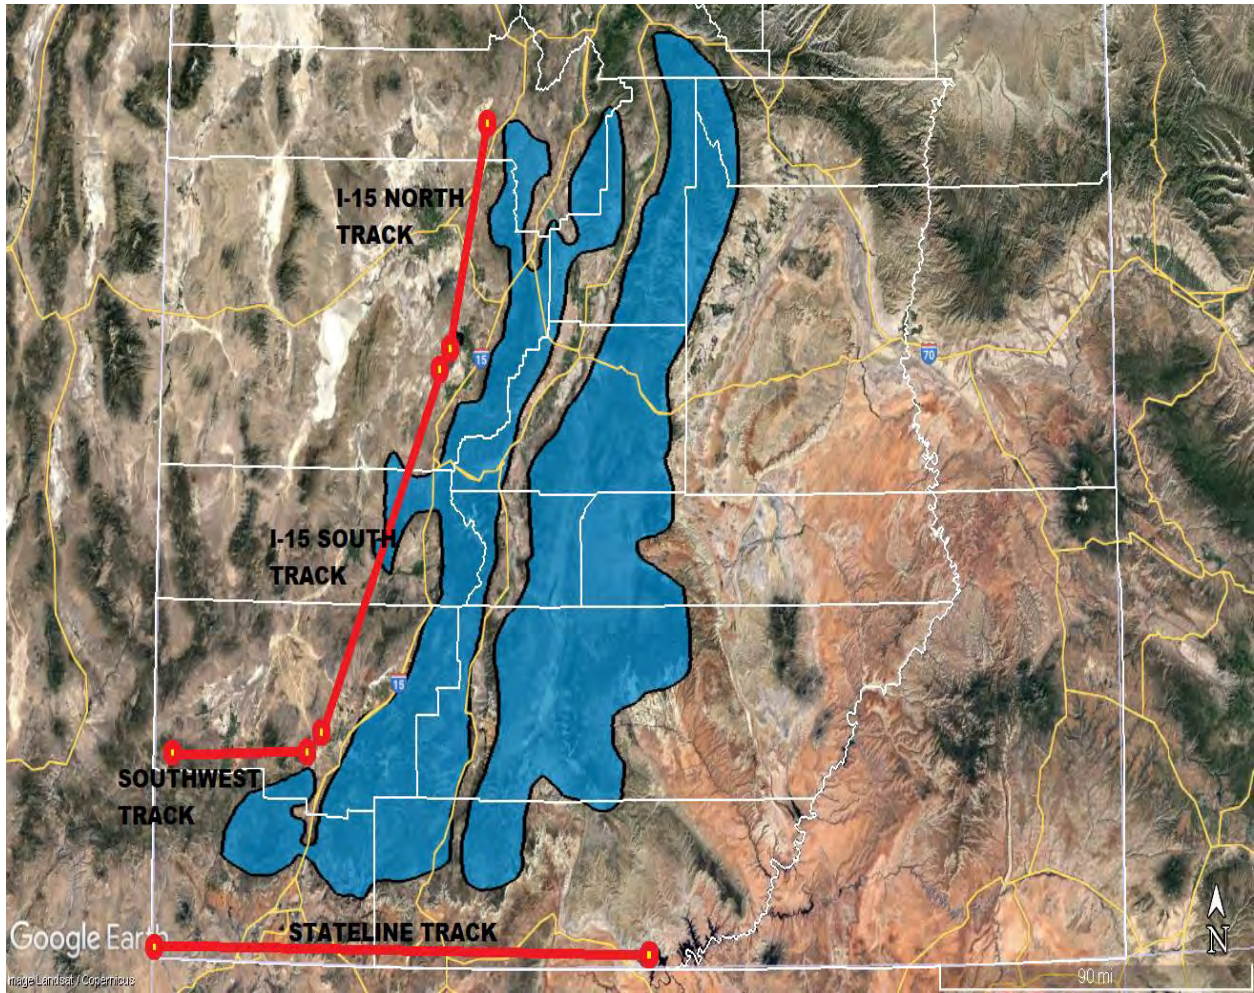 I-15 NORTH
TRACK
15
70
I-15 SOUTH
TRACK
15
SOUTHWEST
TRACK
STATELINE TRACK
Google Earth
N
mage Landsat / Copernicus
90 mi